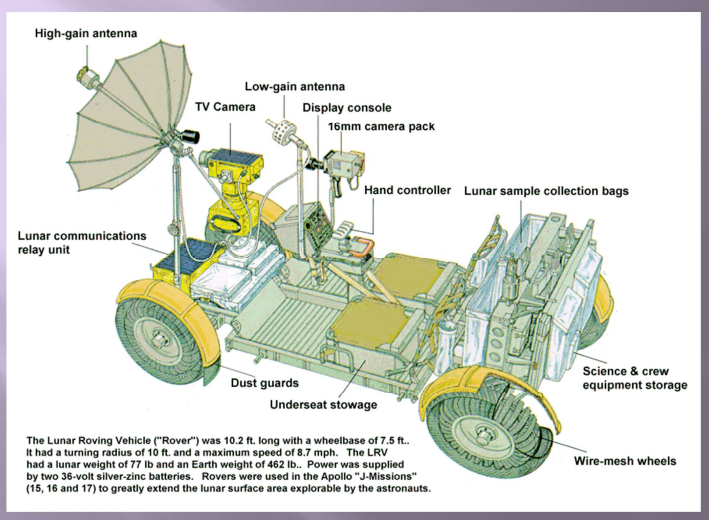 High-gain antenna
Low-gain antenna
TV Camera
Display console
16mm camera pack
Hand controller
Lunar sample collection bags
Lunar communications
relay unit
Science & crew
equipment storage
Dust guards
Underseat stowage
Wire-mesh wheels
The Lunar Roving Vehicle ("Rover") was 10.2 ft. long with a wheelbase of 7.5 ft..
It had a turning radius of 10 ft. and a maximum speed of 8.7 mph. The LRV
had a lunar weight of 77 lb and an Earth weight of 462 lb.. Power was supplied
by two 36-volt silver-zinc batteries. Rovers were used in the Apollo "J-Missions"
(15, 16 and 17) to greatly extend the lunar surface area explorable by the astronauts.